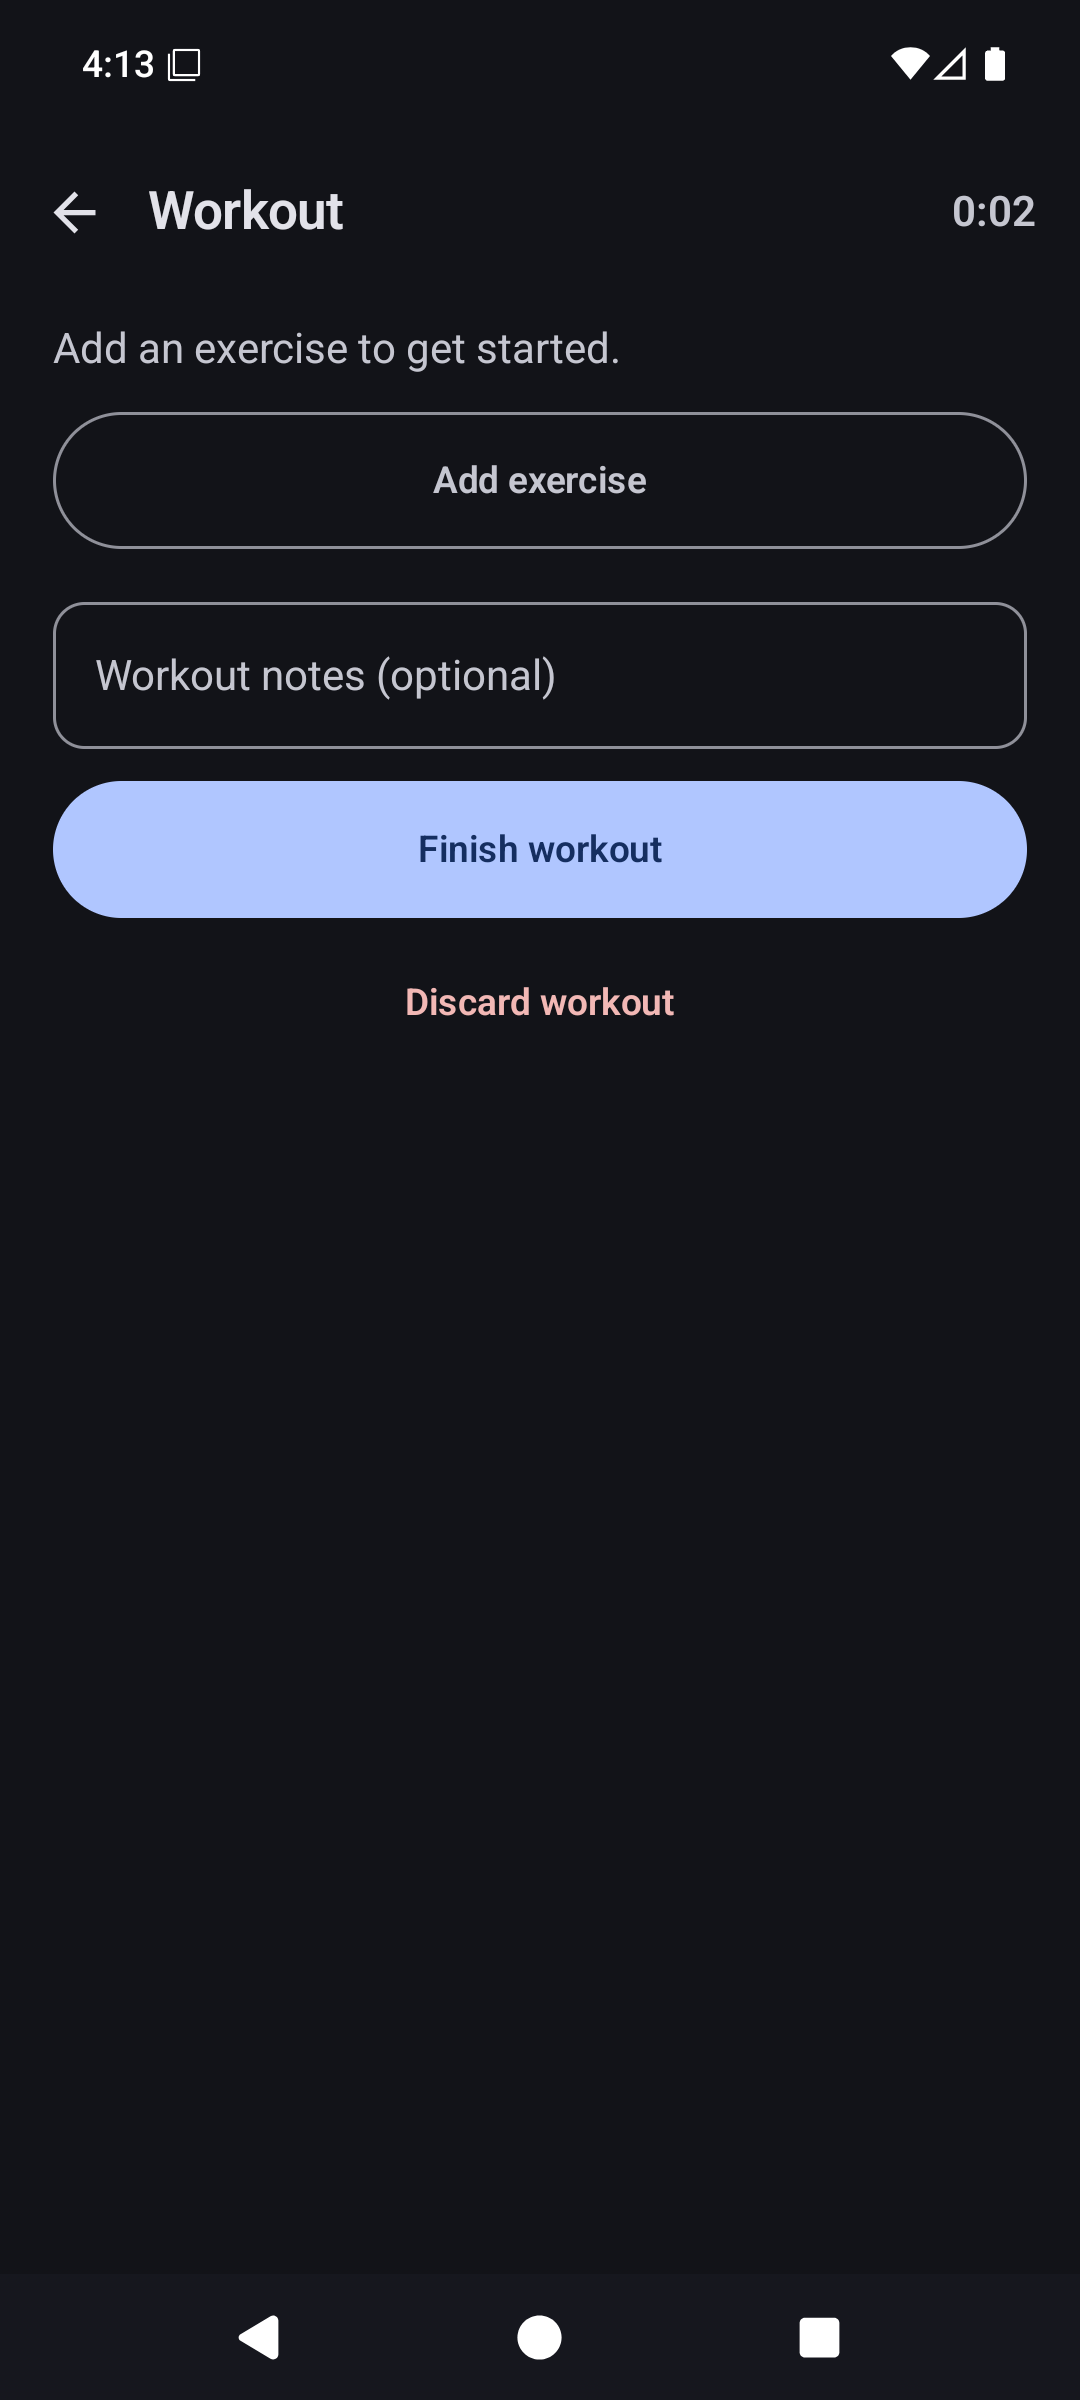 4:13
Workout
0:02
Add an exercise to get started.
Add exercise
Workout notes (optional)
Finish workout
Discard workout